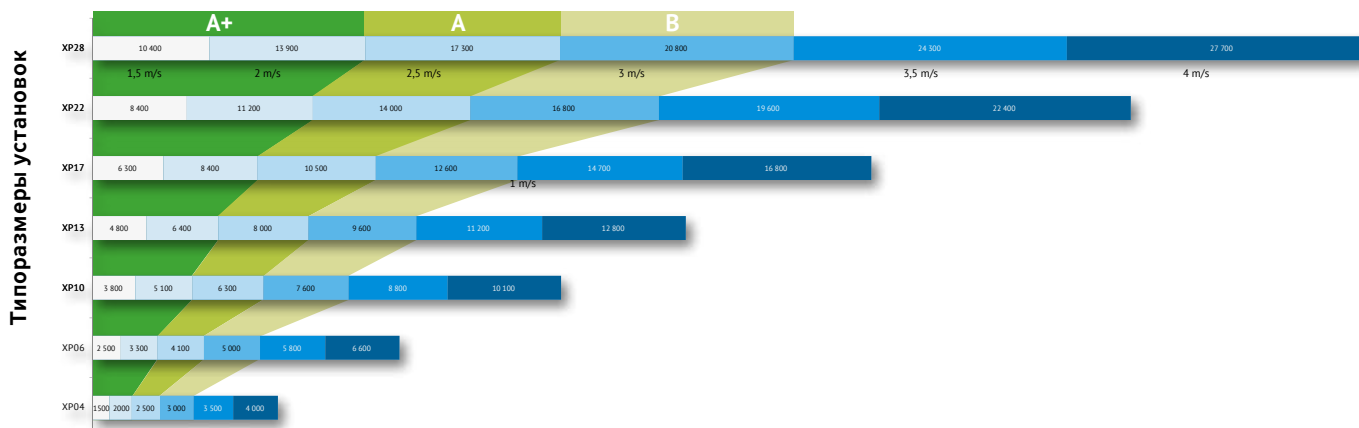 Типоразмеры установок
A+ A B
XP28 10 400 13 900 17 300 20 800 24 300 27 700
1,5 m/s 2 m/s 2,5 m/s 3 m/s 3,5 m/s 4 m/s
XP22 8 400 11 200 14 000 16 800 19 600 22 400
XP17 6 300 8 400 10 500 12 600 14 700 16 800
1 m/s
XP13 4 800 6 400 8 000 9 600 11 200 12 800
XP10 3 800 5 100 6 300 7 600 8 800 10 100
XP06 2 500 3 300 4 100 5 000 5 800 6 600
XP04 1500 2000 2 500 3 000 3 500 4 000